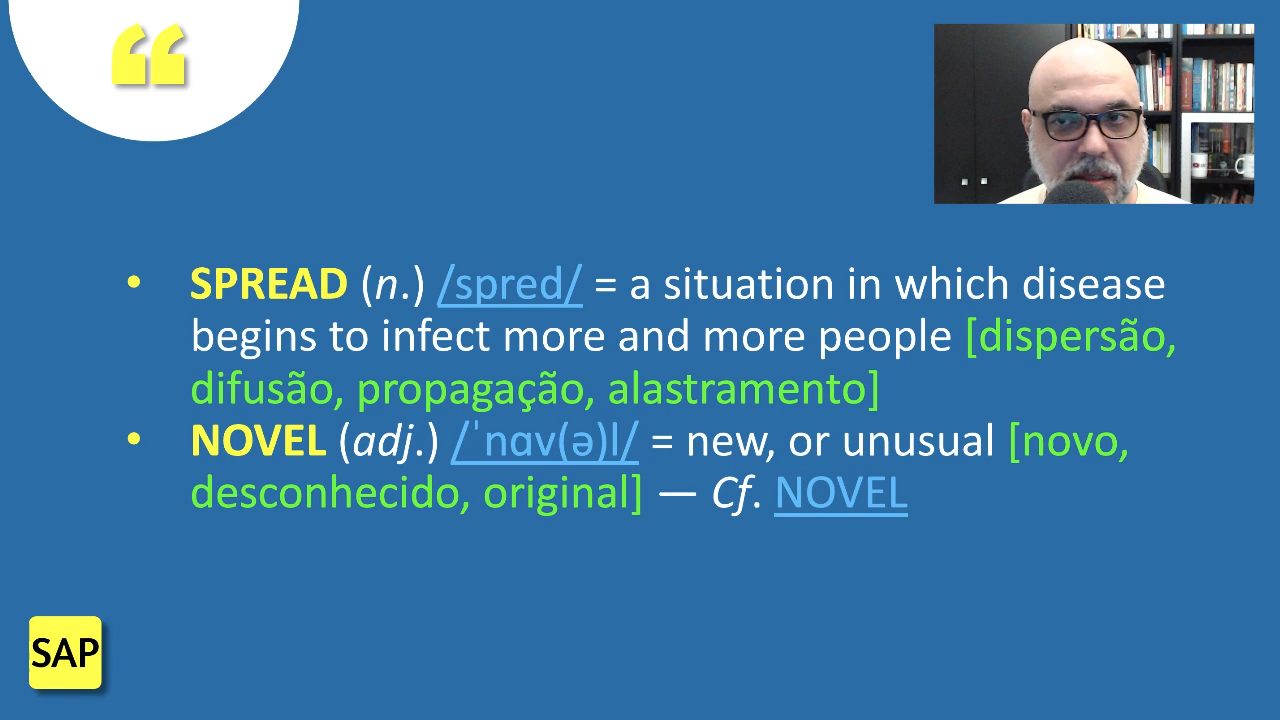 “
• SPREAD (n.) /spred/ = a situation in which disease
begins to infect more and more people [dispersão,
difusão, propagação, alastramento]
• NOVEL (adj.) /ˈnɑv(ə)l/ = new, or unusual [novo,
desconhecido, original] — Cf. NOVEL
SAP